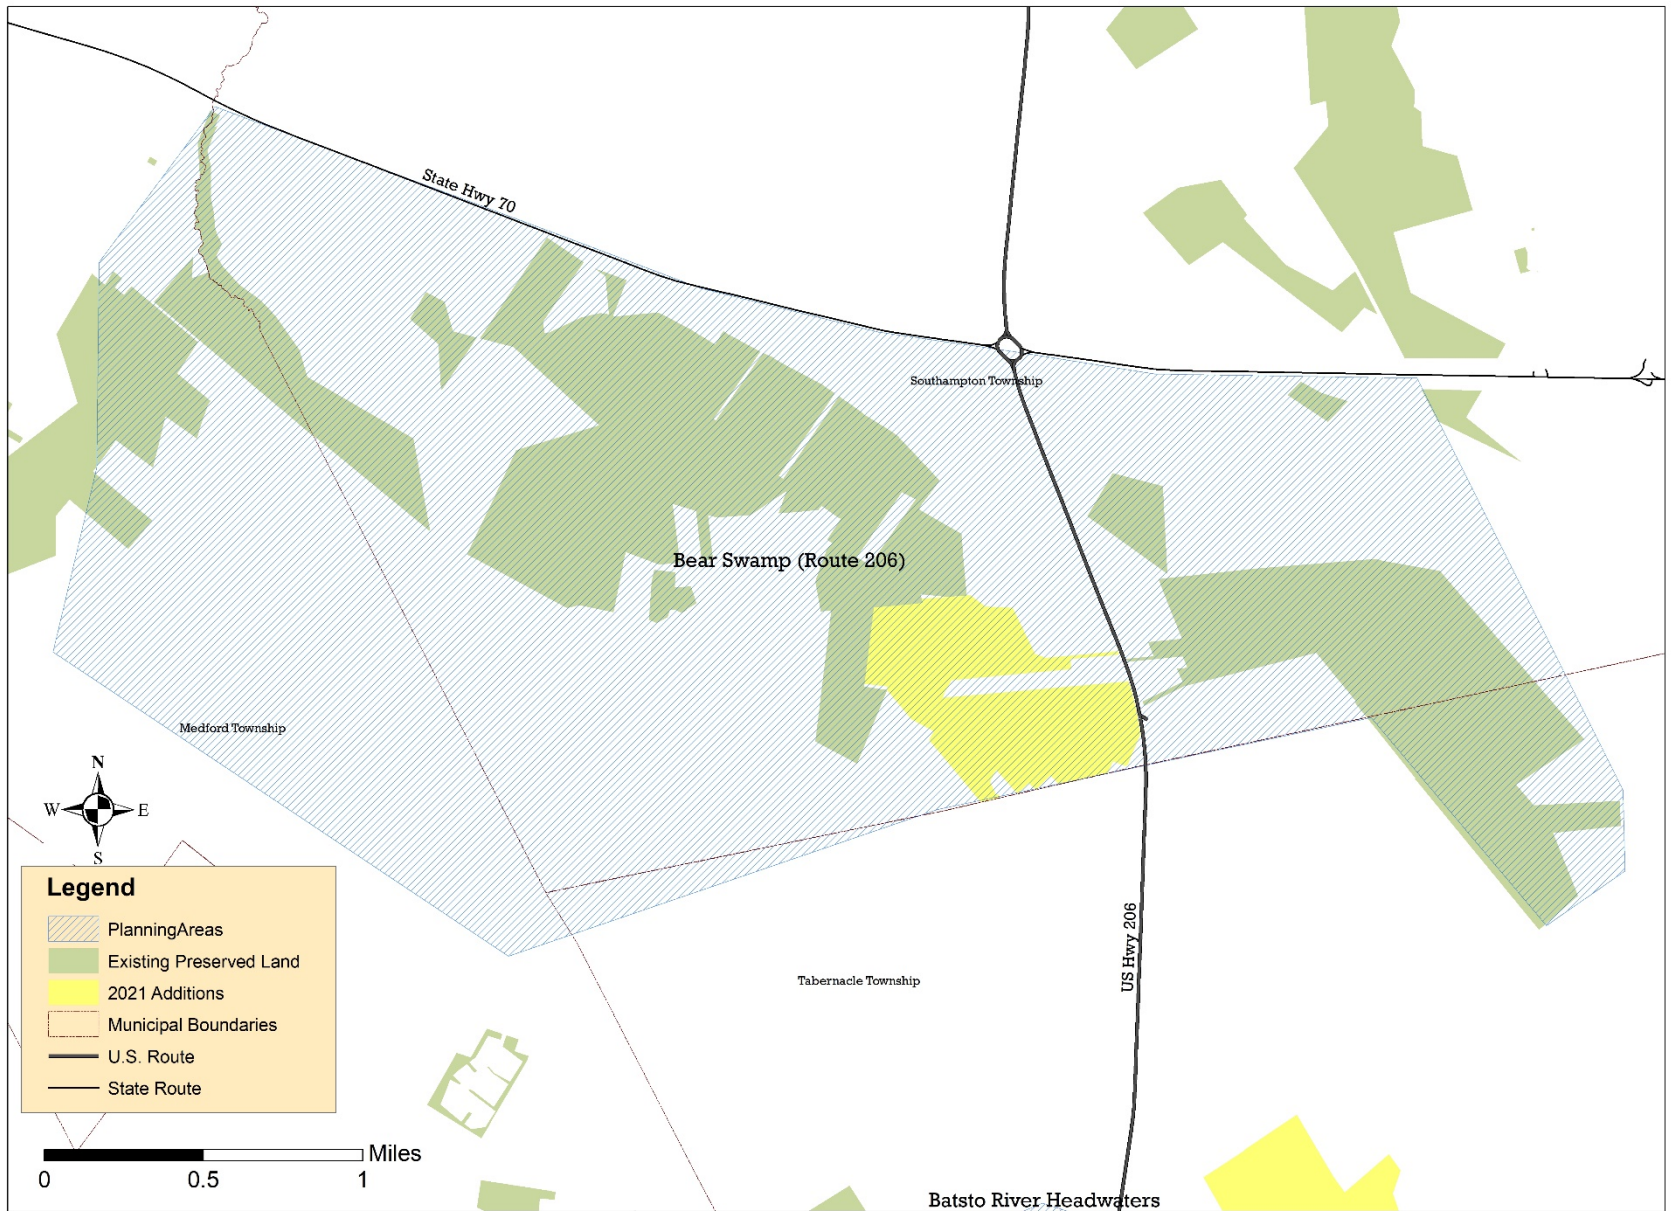 State Hwy 70
Southampton Township
Bear Swamp (Route 206)
Medford Township
N
W E
S
Legend
PlanningAreas
Existing Preserved Land
2021 Additions
Municipal Boundaries
U.S. Route
State Route
US Hwy 206
Tabernacle Township
Miles
0 0.5 1
Batsto River Headwaters